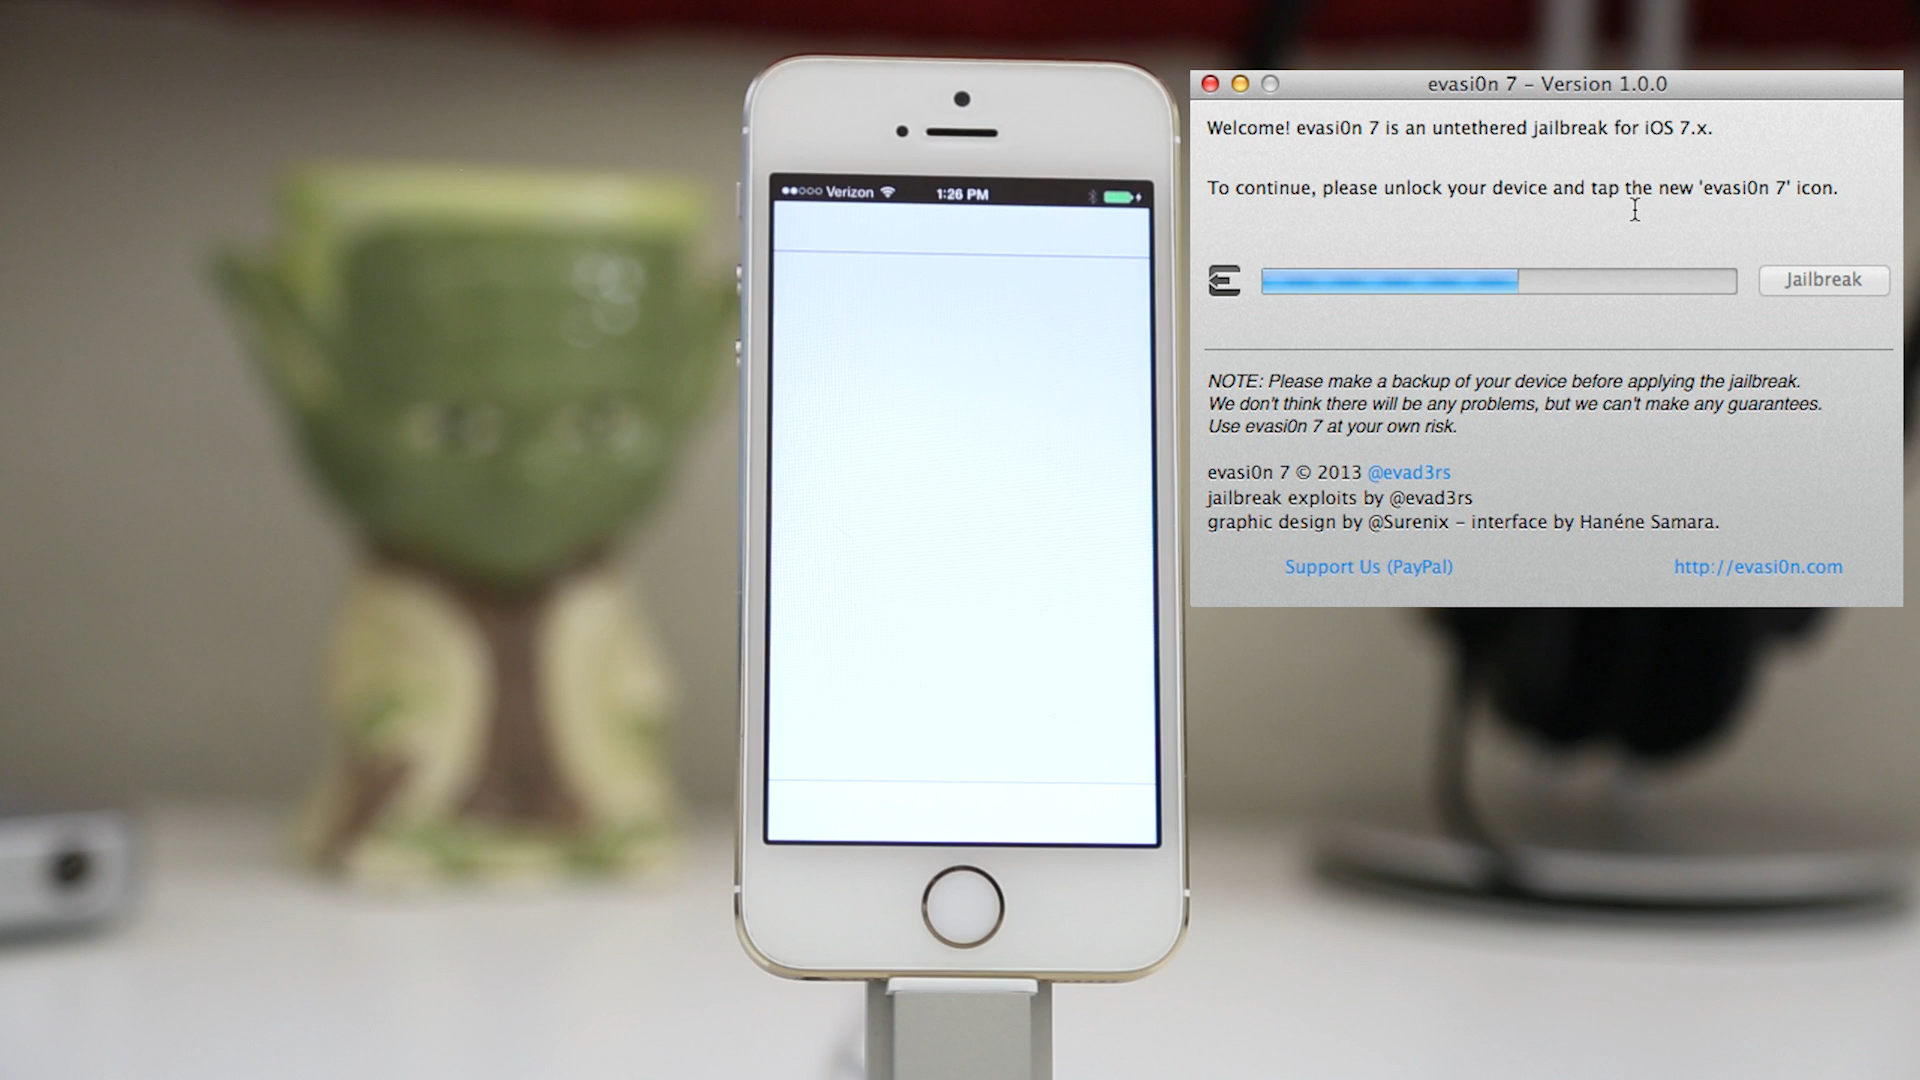 Verizon 1:26 PM
evasi0n 7 – Version 1.0.0
Welcome! evasi0n 7 is an untethered jailbreak for iOS 7.x.
To continue, please unlock your device and tap the new 'evasi0n 7' icon.
Jailbreak
NOTE: Please make a backup of your device before applying the jailbreak.
We don't think there will be any problems, but we can't make any guarantees.
Use evasi0n 7 at your own risk.
evasi0n 7 © 2013 @evad3rs
jailbreak exploits by @evad3rs
graphic design by @Surenix – interface by Hanéne Samara.
Support Us (PayPal) http://evasi0n.com